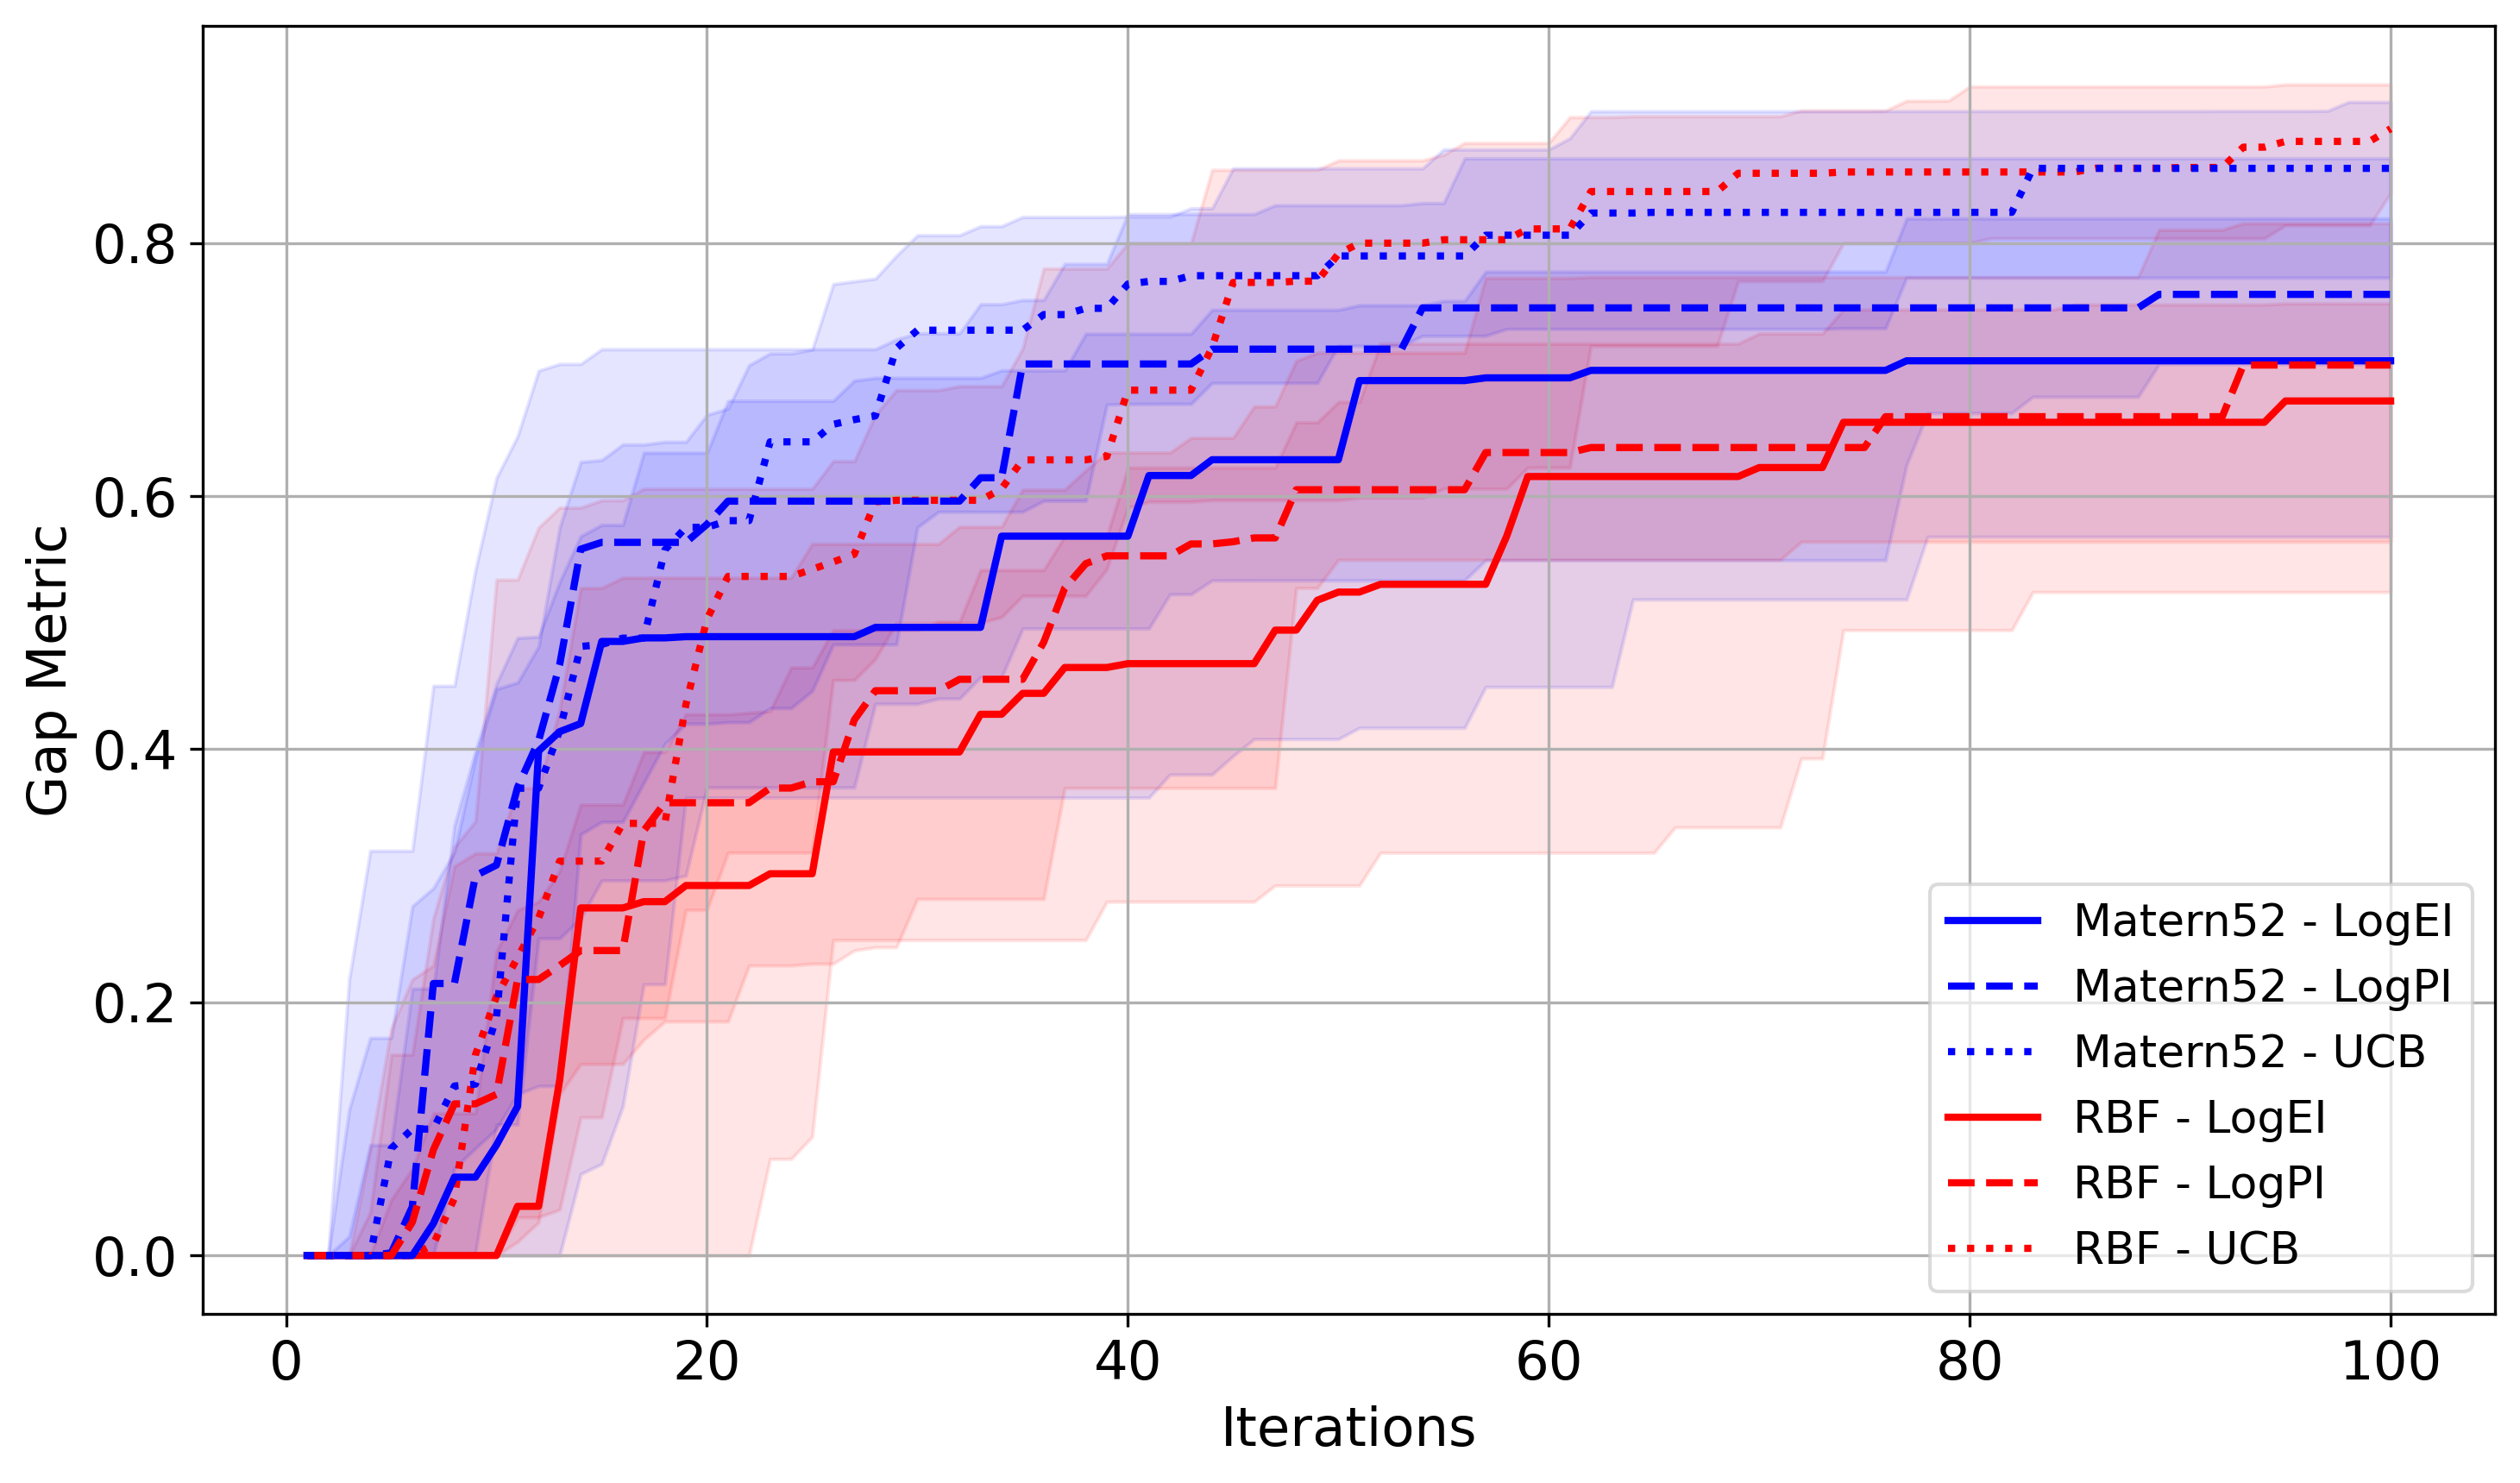 Gap Metric
0.8
0.6
0.4
0.2
0.0
0
20
40
60
80
100
Iterations
Matern52 - LogEI
Matern52 - LogPI
Matern52 - UCB
RBF - LogEI
RBF - LogPI
RBF - UCB